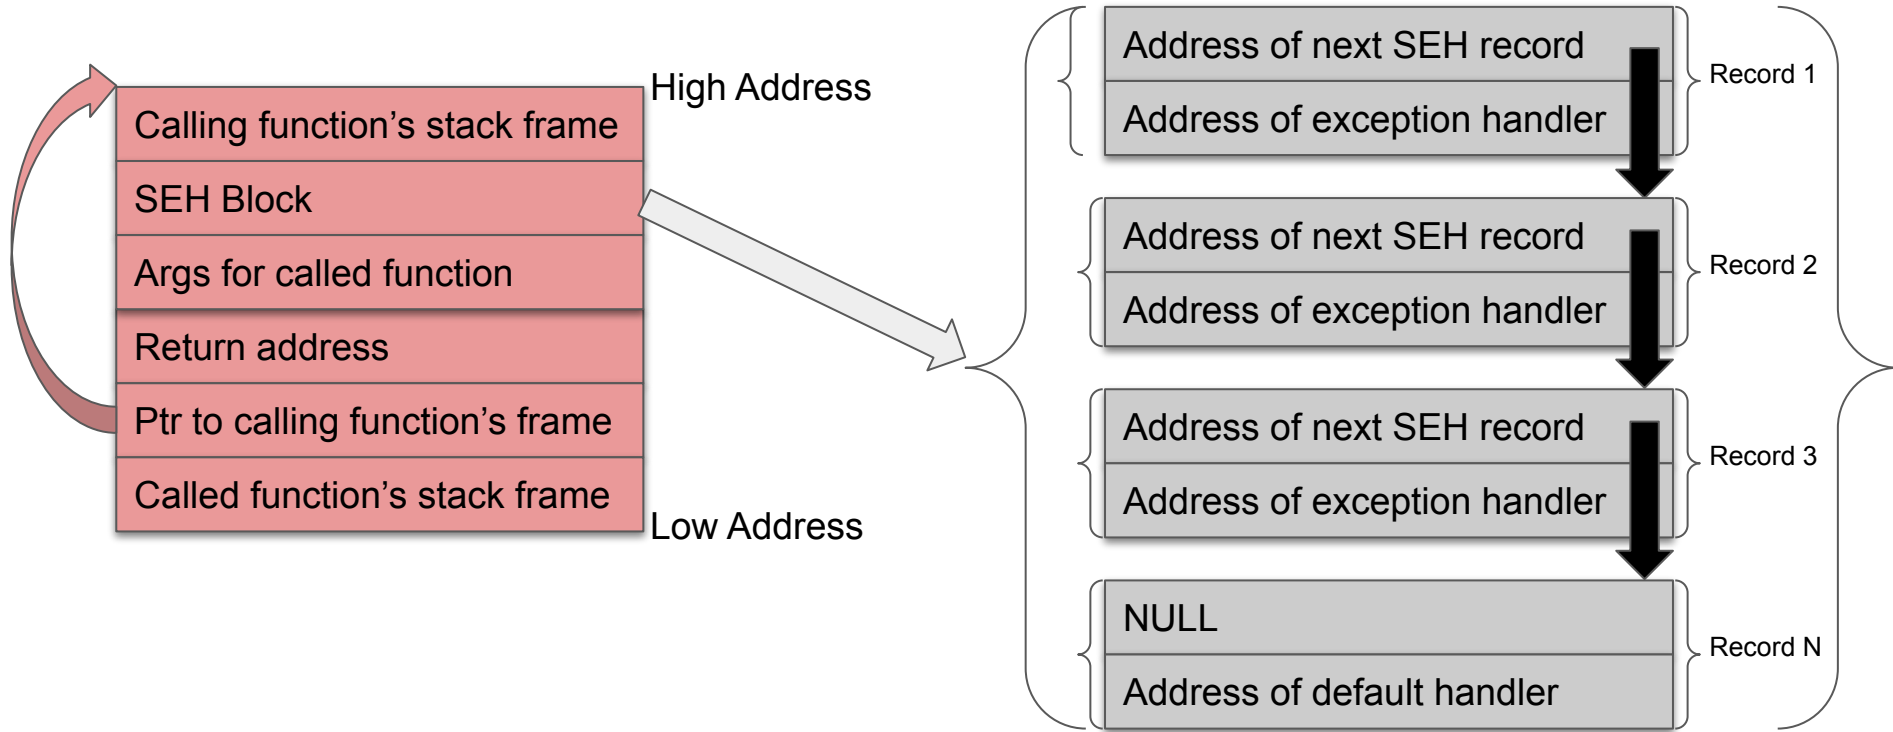 High Address
Calling function’s stack frame
SEH Block
Args for called function
Return address
Ptr to calling function’s frame
Called function’s stack frame
Low Address
Address of next SEH record
Address of exception handler
Record 1
Address of next SEH record
Address of exception handler
Record 2
Address of next SEH record
Address of exception handler
Record 3
NULL
Address of default handler
Record N